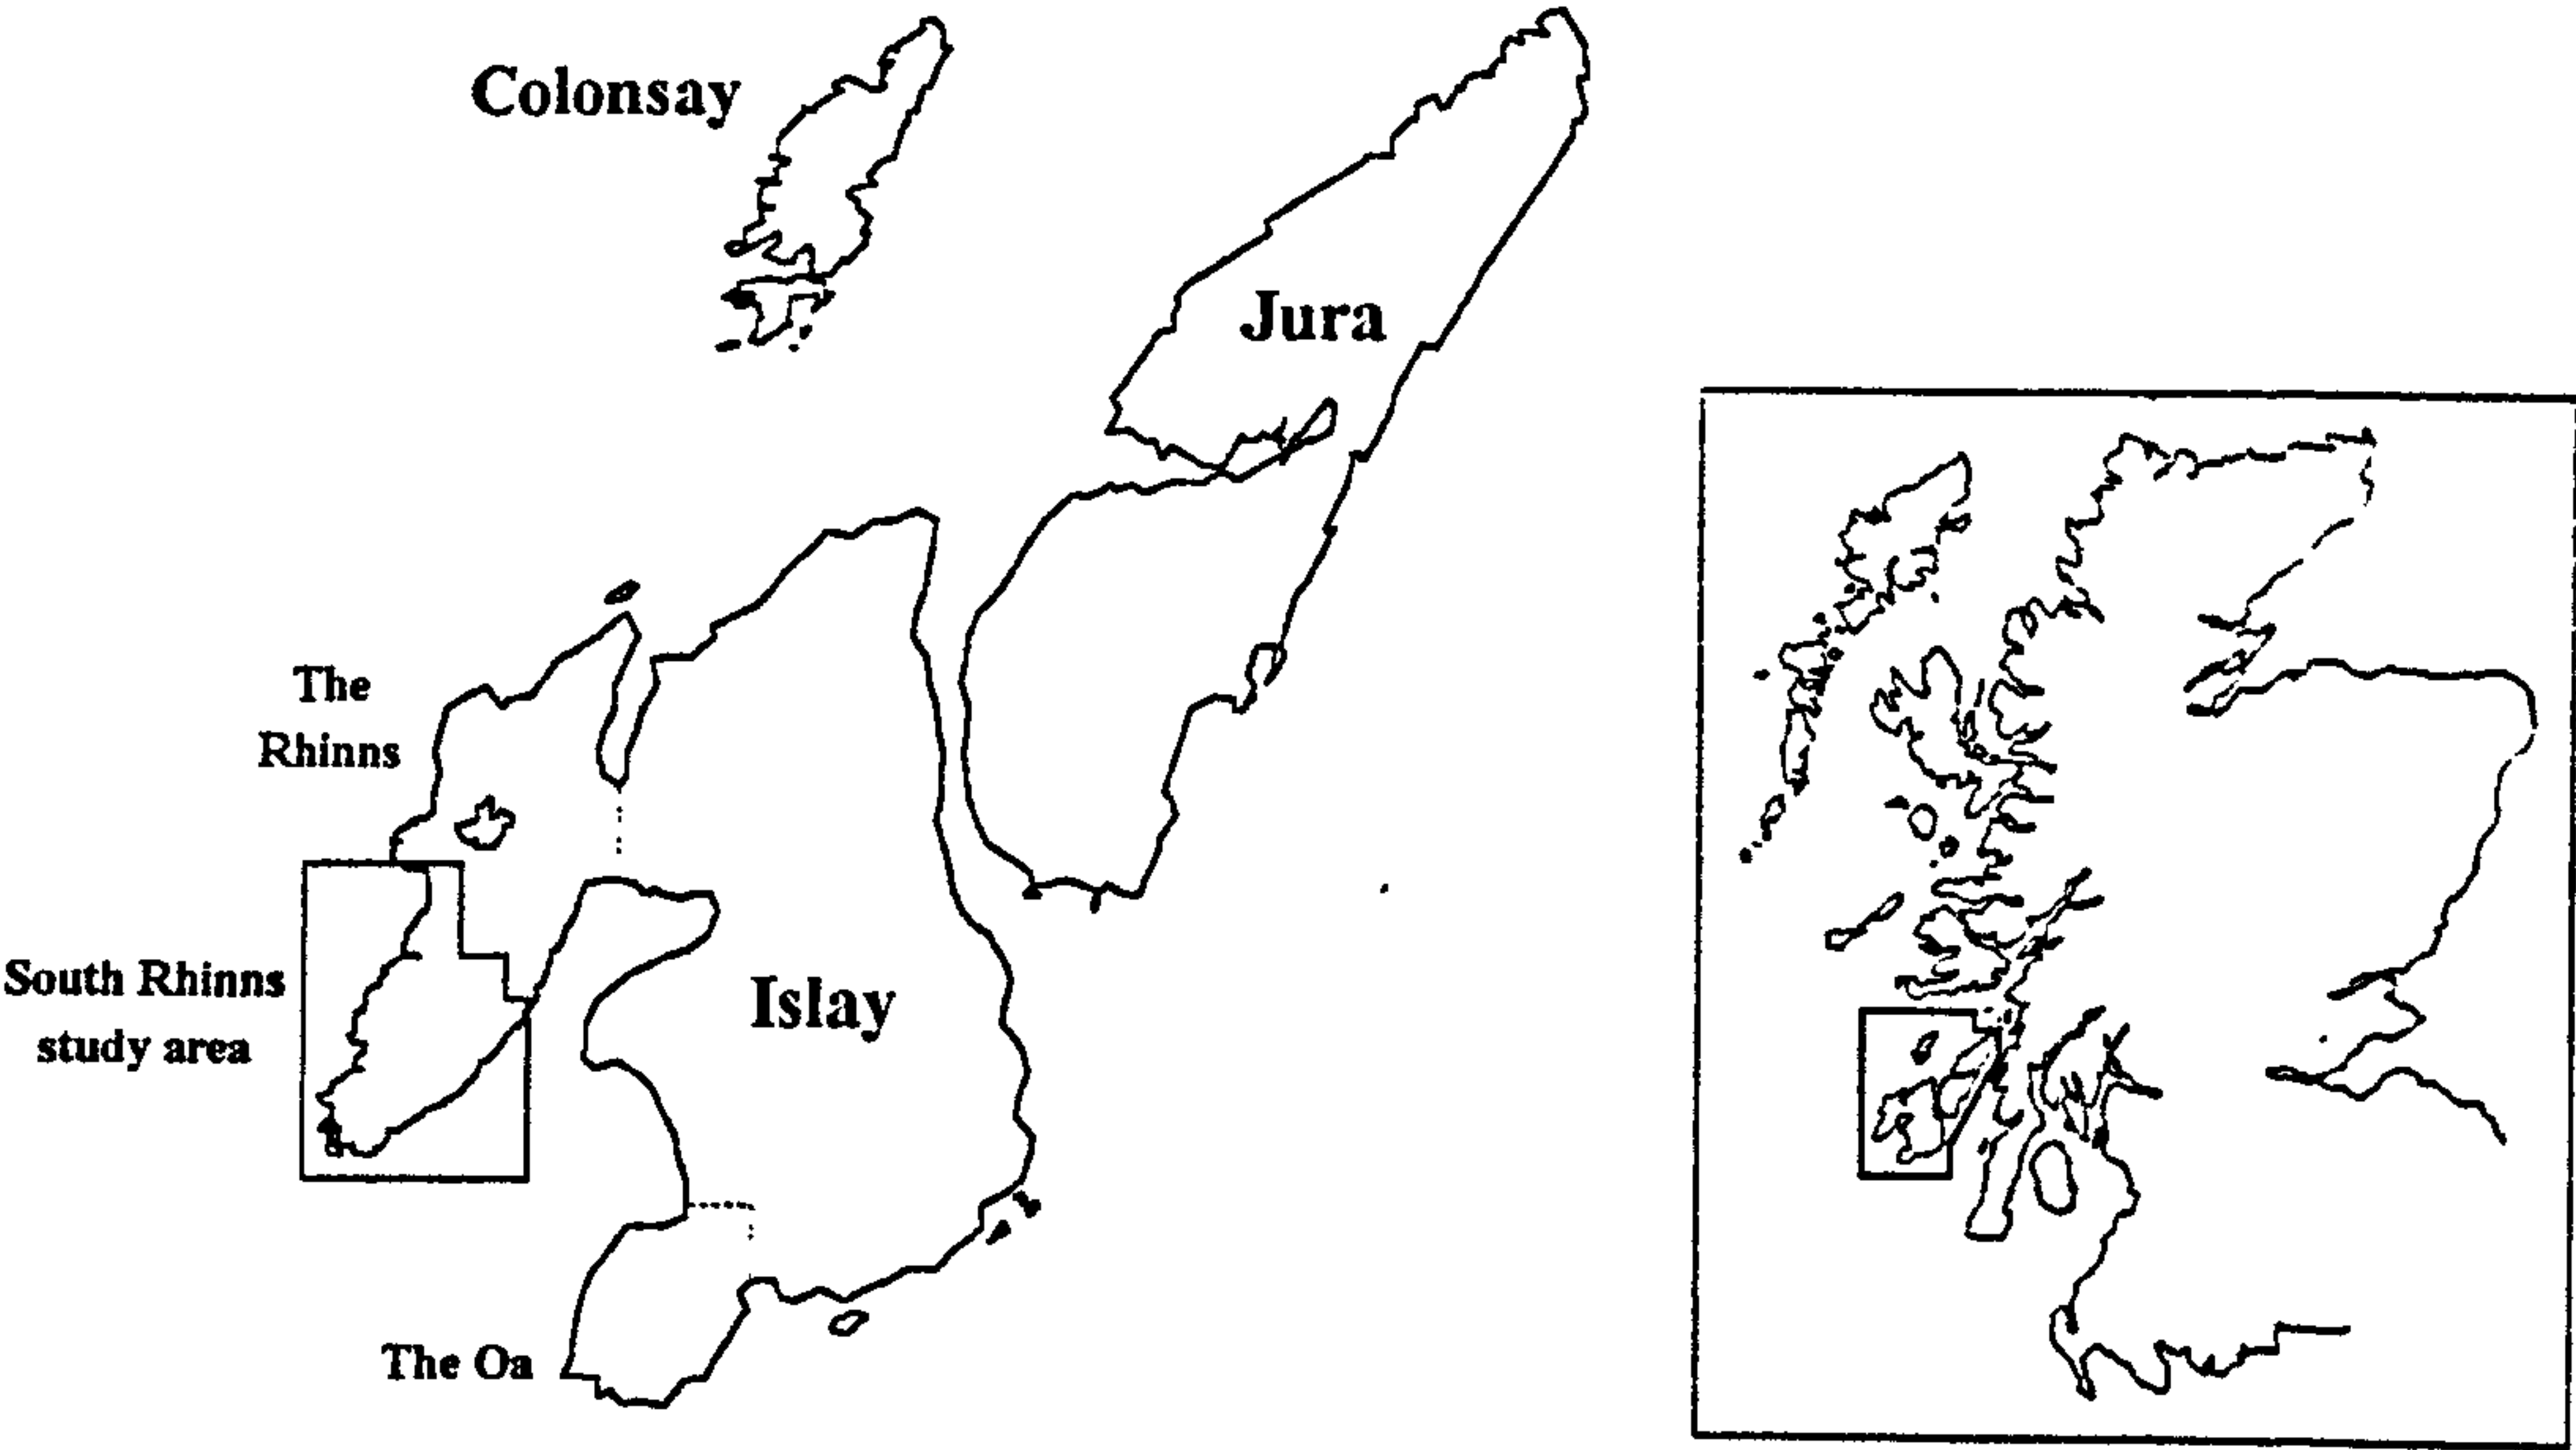 Colonsay
Jura
The
Rhinns
South Rhinns
study area
Islay
The Oa